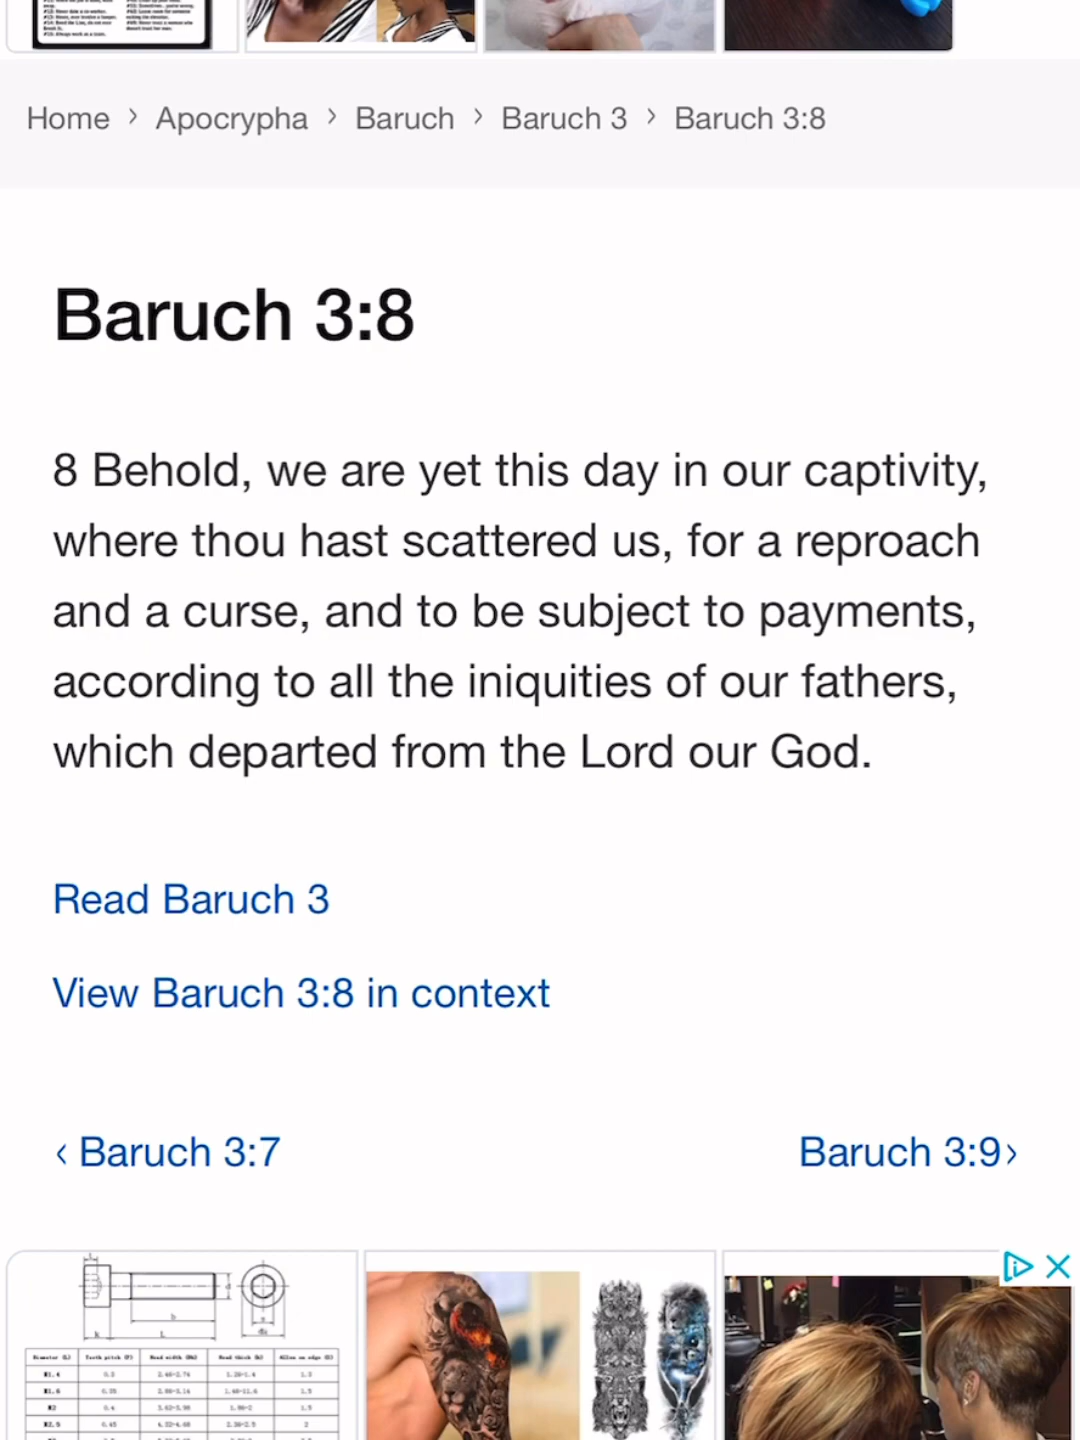 Home › Apocrypha › Baruch › Baruch 3 › Baruch 3:8
Baruch 3:8
8 Behold, we are yet this day in our captivity,
where thou hast scattered us, for a reproach
and a curse, and to be subject to payments,
according to all the iniquities of our fathers,
which departed from the Lord our God.
Read Baruch 3
View Baruch 3:8 in context
‹ Baruch 3:7
Baruch 3:9 ›